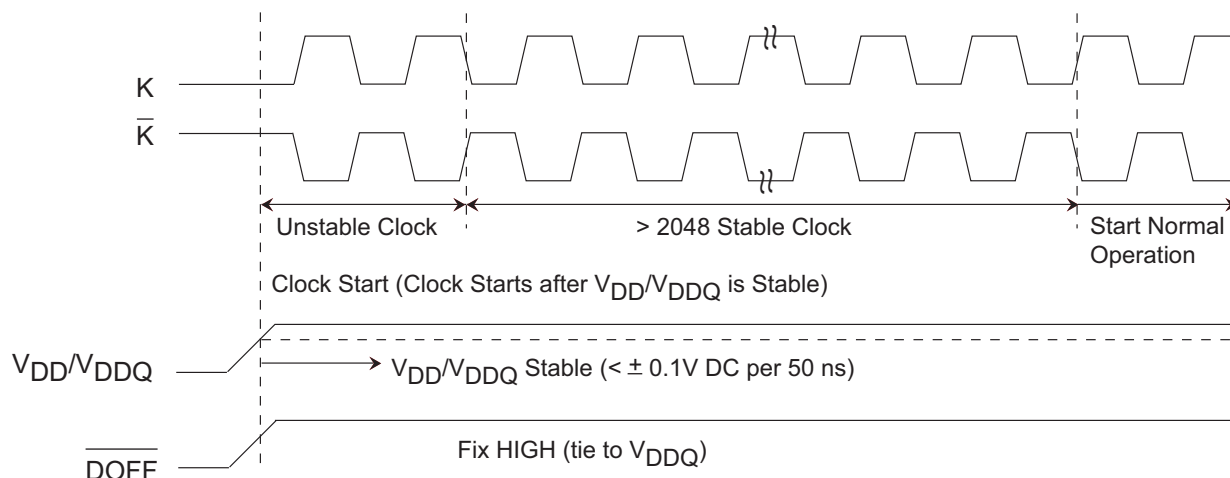 K
K̅
Unstable Clock
> 2048 Stable Clock
Start Normal
Operation
Clock Start (Clock Starts after VDD/VDDQ is Stable)
VDD/VDDQ
VDD/VDDQ Stable (< ± 0.1V DC per 50 ns)
Fix HIGH (tie to VDDQ)
D̅O̅F̅F̅